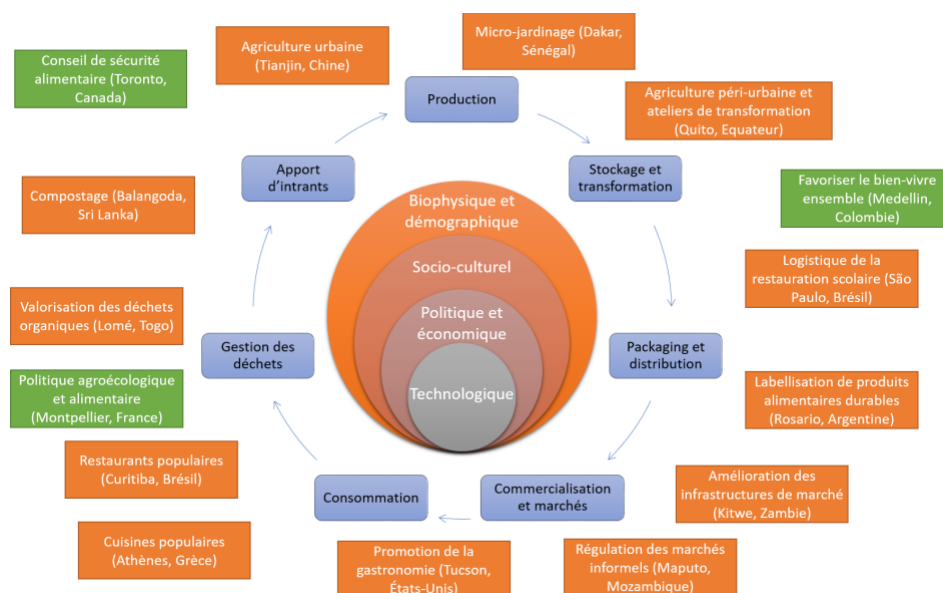 Conseil de sécurité
alimentaire (Toronto,
Canada)
Agriculture urbaine
(Tianjin, Chine)
Micro-jardinage (Dakar,
Sénégal)
Production
Agriculture péri-urbaine et
ateliers de transformation
(Quito, Equateur)
Apport
d'intrants
Stockage et
transformation
Compostage (Balangoda,
Sri Lanka)
Favoriser le bien-vivre
ensemble (Medellin,
Colombie)
Biophysique et
démographique
Socio-culturel
Politique et
économique
Technologique
Logistique de la
restauration scolaire (São
Paulo, Brésil)
Valorisation des déchets
organiques (Lomé, Togo)
Gestion des
déchets
Packaging et
distribution
Politique agroécologique
et alimentaire
(Montpellier, France)
Labellisation de produits
alimentaires durables
(Rosario, Argentine)
Restaurants populaires
(Curitiba, Brésil)
Consommation
Commercialisation
et marchés
Amélioration des
infrastructures de marché
(Kitwe, Zambie)
Cuisines populaires
(Athènes, Grèce)
Promotion de la
gastronomie (Tucson,
États-Unis)
Régulation des marchés
informels (Maputo,
Mozambique)